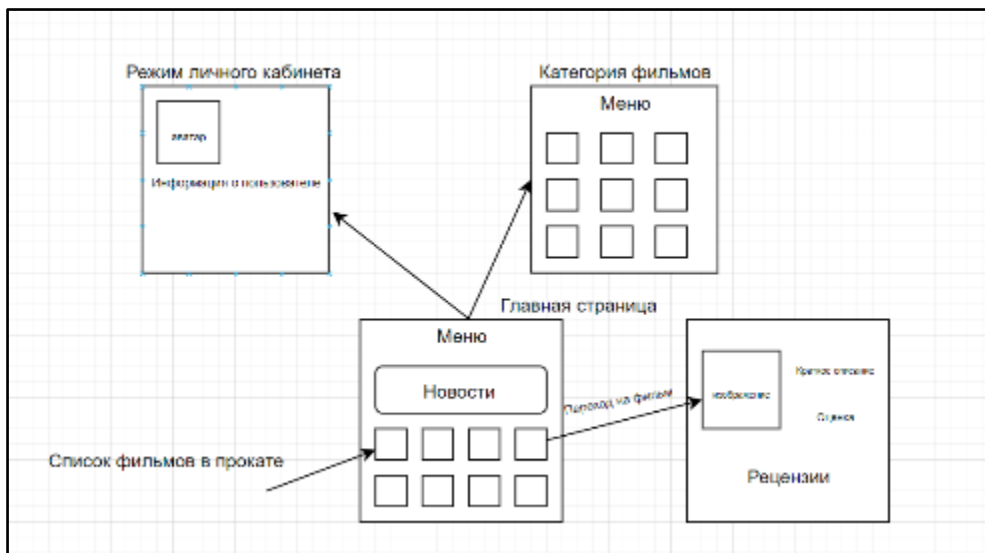 Режим личного кабинета
аватар
Информация о пользователе
Категория фильмов
Меню
Главная страница
Меню
Новости
Список фильмов в прокате
Переход на фильм
изображение
Краткое описание
Оценка
Рецензии